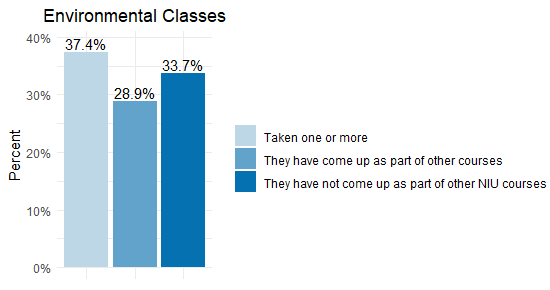 Environmental Classes
Percent
40%
30%
20%
10%
0%
37.4%
28.9%
33.7%
Taken one or more
They have come up as part of other courses
They have not come up as part of other NIU courses